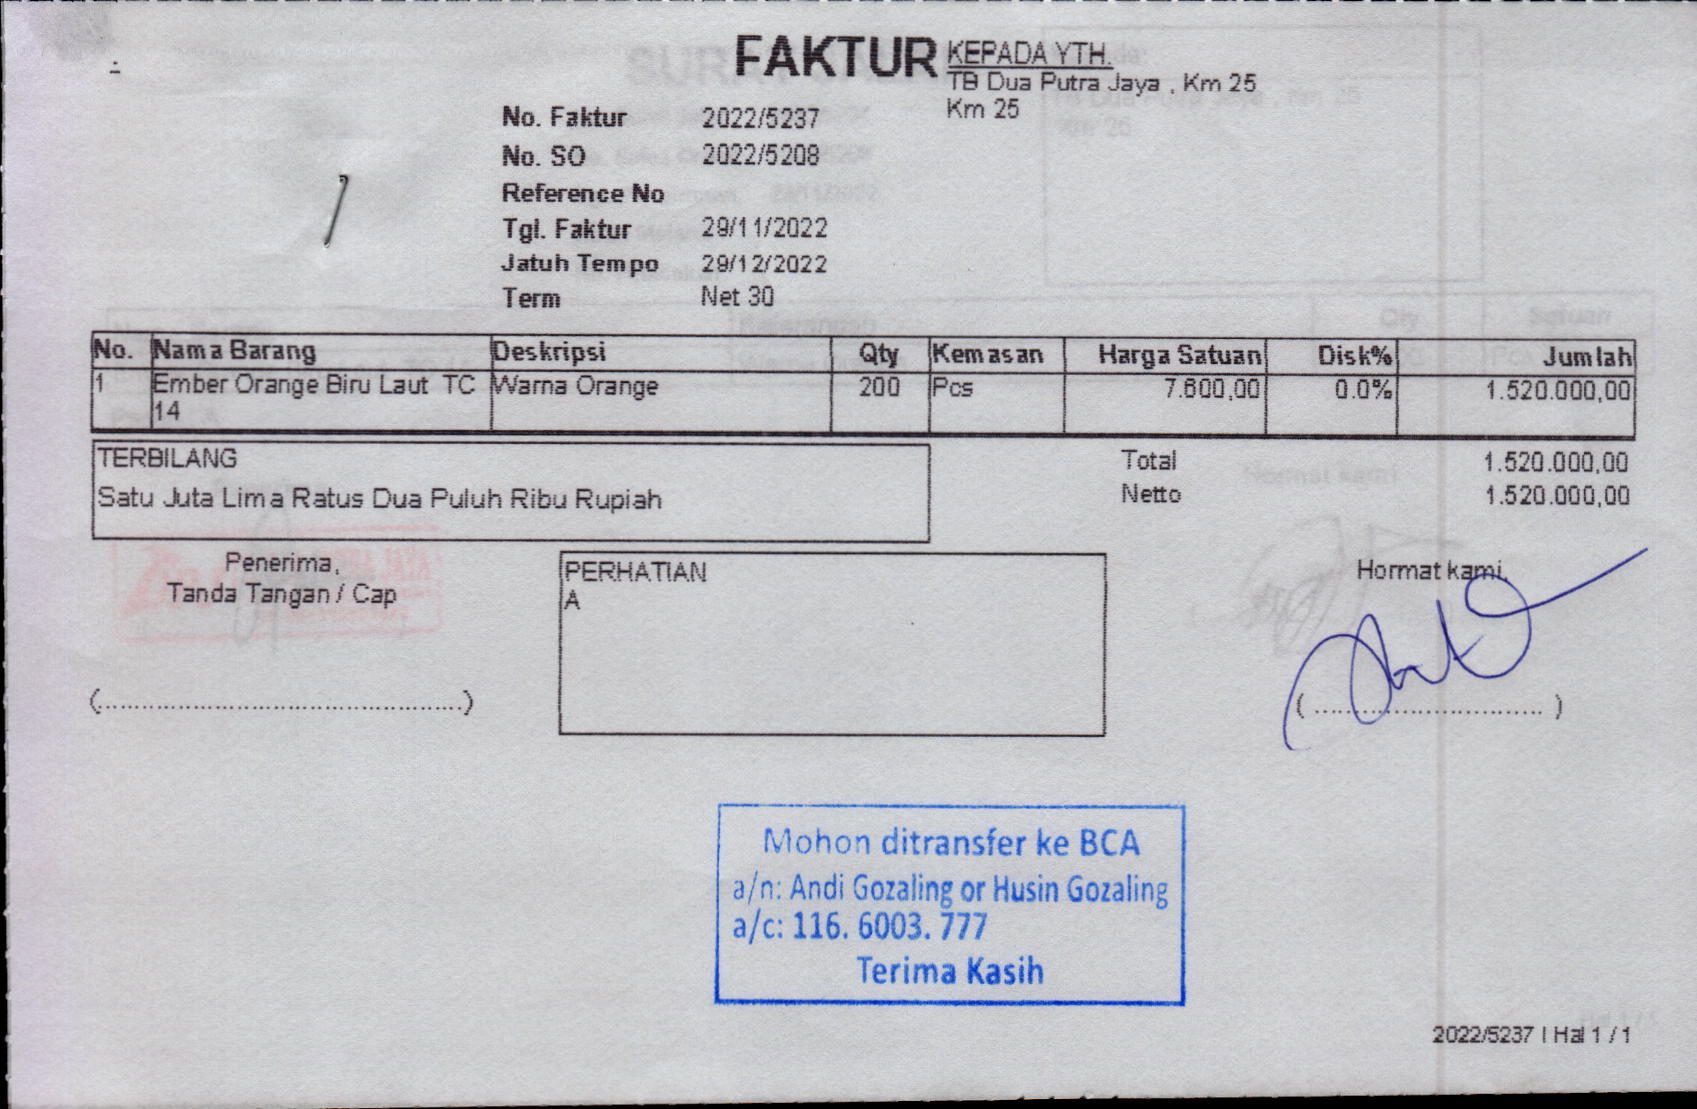 FAKTUR
KEPADA YTH.
TB Dua Putra Jaya , Km 25
Km 25
No. Faktur 2022/5237
No. SO 2022/5208
Reference No
Tgl. Faktur 29/11/2022
Jatuh Tempo 29/12/2022
Term Net 30
No. Nama Barang Deskripsi Qty Kemasan Harga Satuan Disk% Jumlah
1 Ember Orange Biru Laut TC 14 Warna Orange 200 Pcs 7.600,00 0.0% 1.520.000,00
TERBILANG
Satu Juta Lima Ratus Dua Puluh Ribu Rupiah
Total 1.520.000,00
Netto 1.520.000,00
Penerima,
Tanda Tangan / Cap
(..............................................)
PERHATIAN
A
Hormat kami,
( .............................. )
Mohon ditransfer ke BCA
a/n: Andi Gozaling or Husin Gozaling
a/c: 116. 6003. 777
Terima Kasih
2022/5237 | Hal 1 / 1